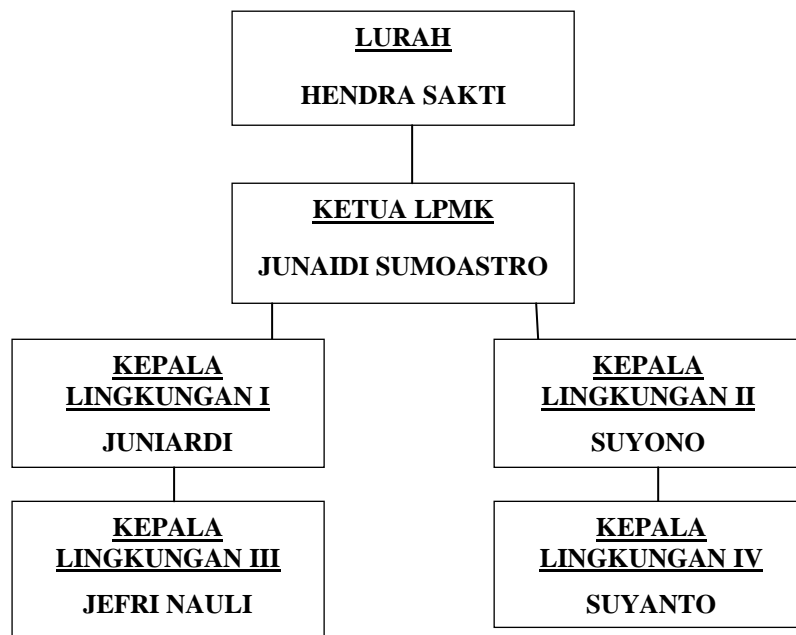 LURAH
HENDRA SAKTI
KETUA LPMK
JUNAIDI SUMOASTRO
KEPALA
LINGKUNGAN I
JUNIARDI
KEPALA
LINGKUNGAN II
SUYONO
KEPALA
LINGKUNGAN III
JEFRI NAULI
KEPALA
LINGKUNGAN IV
SUYANTO